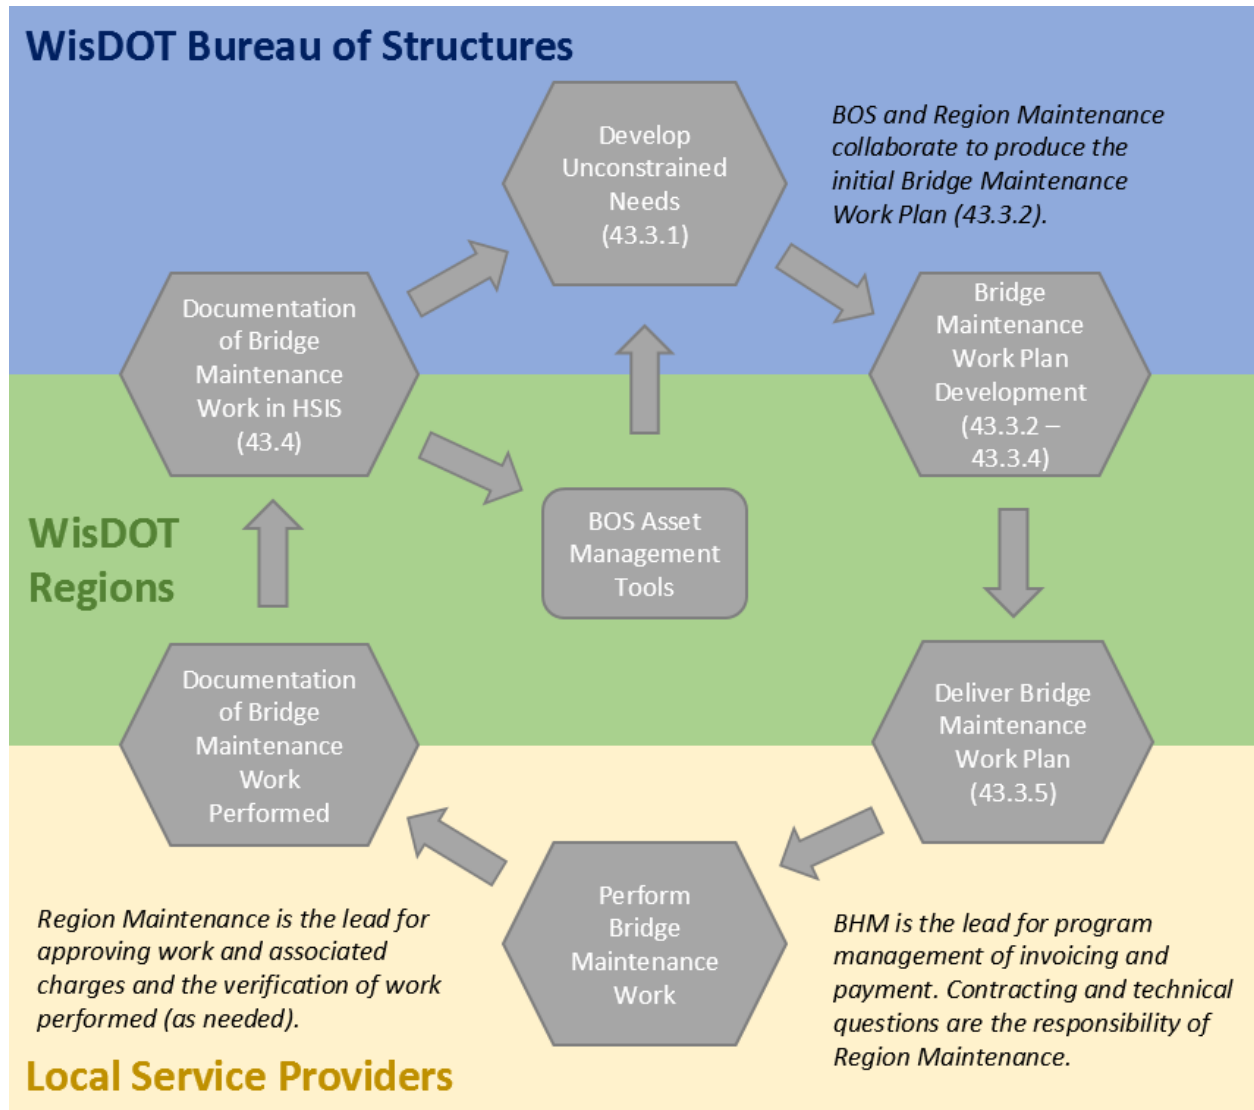 WisDOT Bureau of Structures
Develop
Unconstrained
Needs
(43.3.1)
BOS and Region Maintenance
collaborate to produce the
initial Bridge Maintenance
Work Plan (43.3.2).
Documentation
of Bridge
Maintenance
Work in HSIS
(43.4)
Bridge
Maintenance
Work Plan
Development
(43.3.2 –
43.3.4)
WisDOT
Regions
BOS Asset
Management
Tools
Documentation
of Bridge
Maintenance
Work
Performed
Deliver Bridge
Maintenance
Work Plan
(43.3.5)
Perform
Bridge
Maintenance
Work
Region Maintenance is the lead for
approving work and associated
charges and the verification of work
performed (as needed).
BHM is the lead for program
management of invoicing and
payment. Contracting and technical
questions are the responsibility of
Region Maintenance.
Local Service Providers